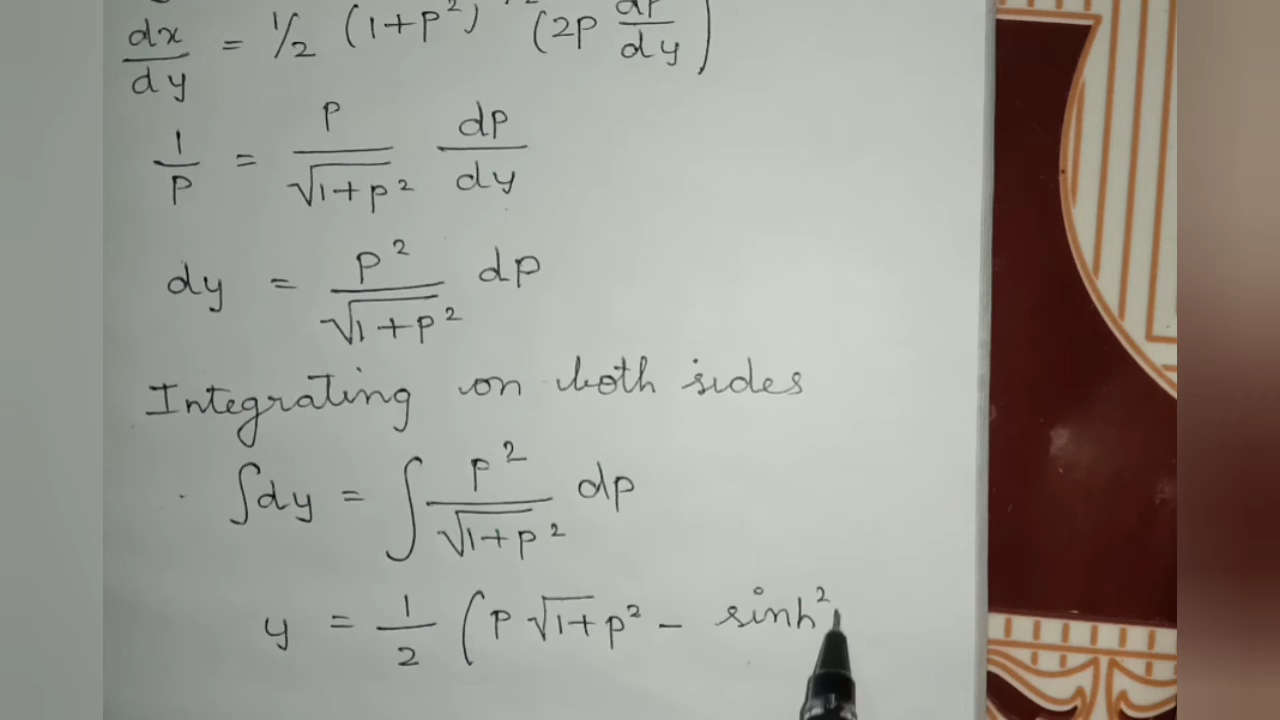 dx/dy = 1/2 (1+p²) (2p dp/dy)
1/p = p/√1+p² dp/dy
dy = p²/√1+p² dp
Integrating on both sides
∫dy = ∫ p²/√1+p² dp
y = 1/2 (p √1+p² - sinh²